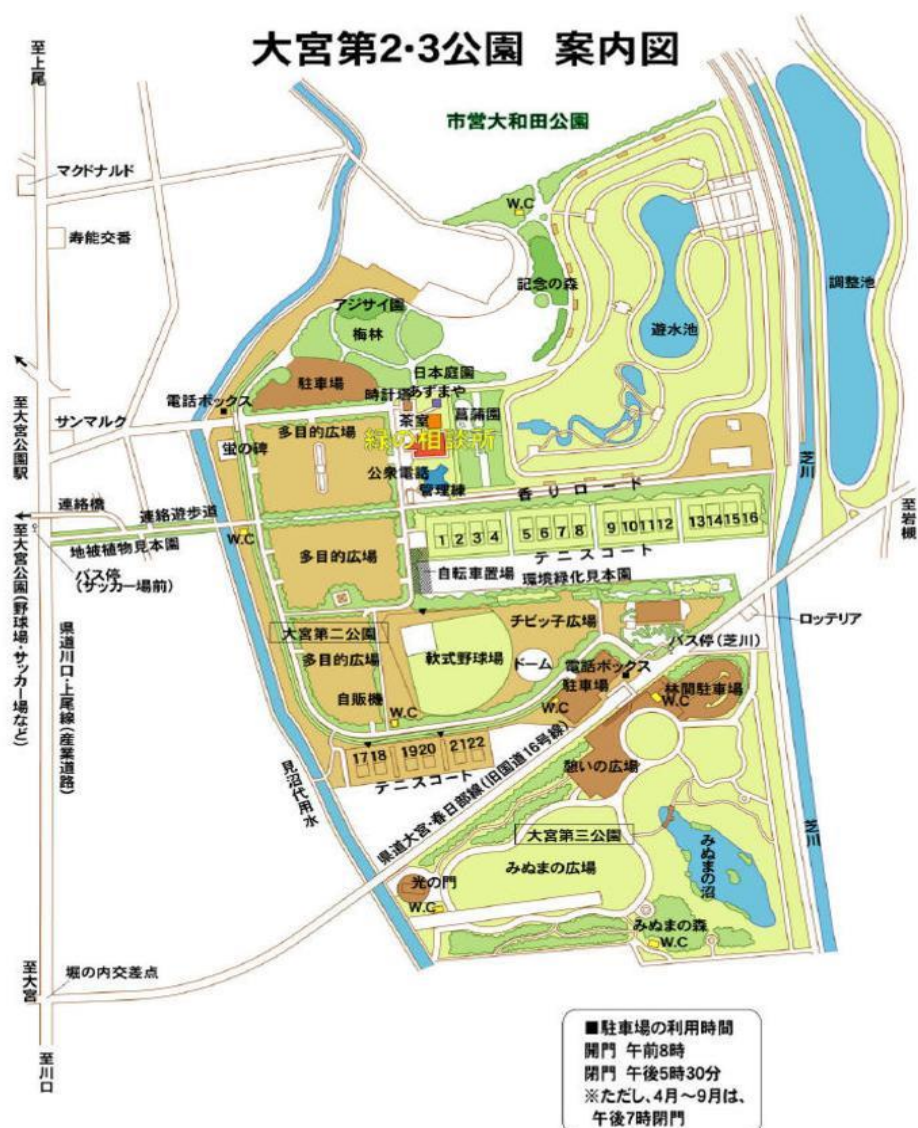 大宮第2・3公園 案内図
至上尾
市営大和田公園
マクドナルド
寿能交番
W.C
記念の森
調整池
アジサイ園
梅林
遊水池
日本庭園
駐車場
時計塔
あずまや
電話ボックス
至大宮公園駅
サンマルク
茶室
菖蒲園
多目的広場
緑の相談所
蛍の碑
公衆電話
管理棟
芝川
香りロード
連絡橋
連絡遊歩道
至岩槻
1 2 3 4 5 6 7 8 9 10 11 12 13 14 15 16
W.C
地被植物見本園
テニスコート
多目的広場
自転車置場
環境緑化見本園
バス停
(サッカー場前)
至大宮公園(野球場・サッカー場など)
チビッ子広場
ロッテリア
大宮第二公園
バス停(芝川)
県道川口・上尾線(産業道路)
多目的広場
軟式野球場
ドーム
電話ボックス
駐車場
林間駐車場
自販機
W.C
W.C
W.C
17 18 19 20 21 22
憩いの広場
テニスコート
見沼代用水
県道大宮・春日部線(旧国道16号線)
大宮第三公園
芝川
みぬまの沼
みぬまの広場
光の門
W.C
みぬまの森
W.C
至大宮
堀の内交差点
至川口
■駐車場の利用時間
開門 午前8時
閉門 午後5時30分
※ただし、4月~9月は、
午後7時閉門